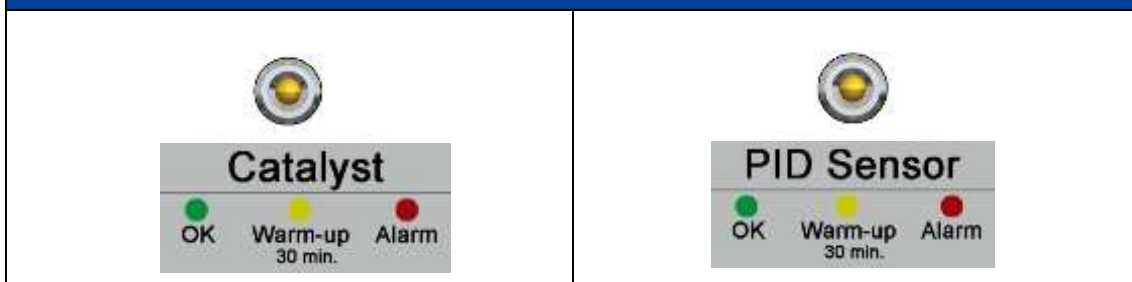 Catalyst
OK Warm-up Alarm
30 min.
PID Sensor
OK Warm-up Alarm
30 min.